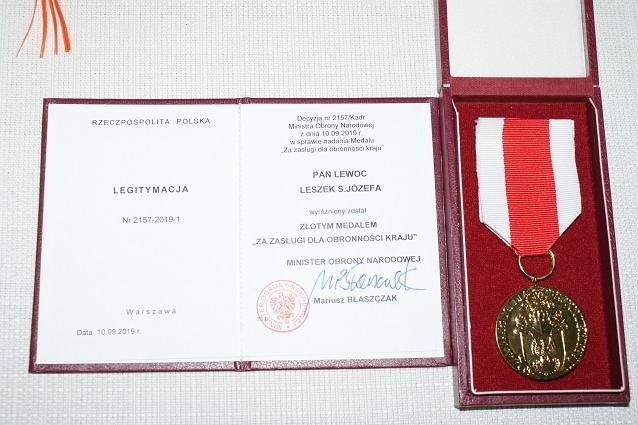 RZECZPOSPOLITA POLSKA
LEGITYMACJA
Nr 2157-2019-1
Warszawa
Data 10.09.2019 r.
Decyzją nr 2157/Kadr
Ministra Obrony Narodowej
z dnia 10.09.2019 r.
w sprawie nadania Medalu
„Za zasługi dla obronności kraju”
PAN LEWOC
LESZEK S.JÓZEFA
wyróżniony został
ZŁOTYM MEDALEM
„ZA ZASŁUGI DLA OBRONNOŚCI KRAJU”
MINISTER OBRONY NARODOWEJ
Mariusz BŁASZCZAK